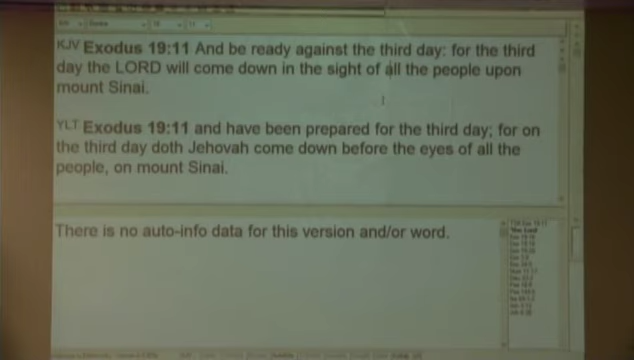 KJV Exodus 19:11 And be ready against the third day: for the third
day the LORD will come down in the sight of all the people upon
mount Sinai.
YLT Exodus 19:11 and have been prepared for the third day; for on
the third day doth Jehovah come down before the eyes of all the
people, on mount Sinai.
There is no auto-info data for this version and/or word.